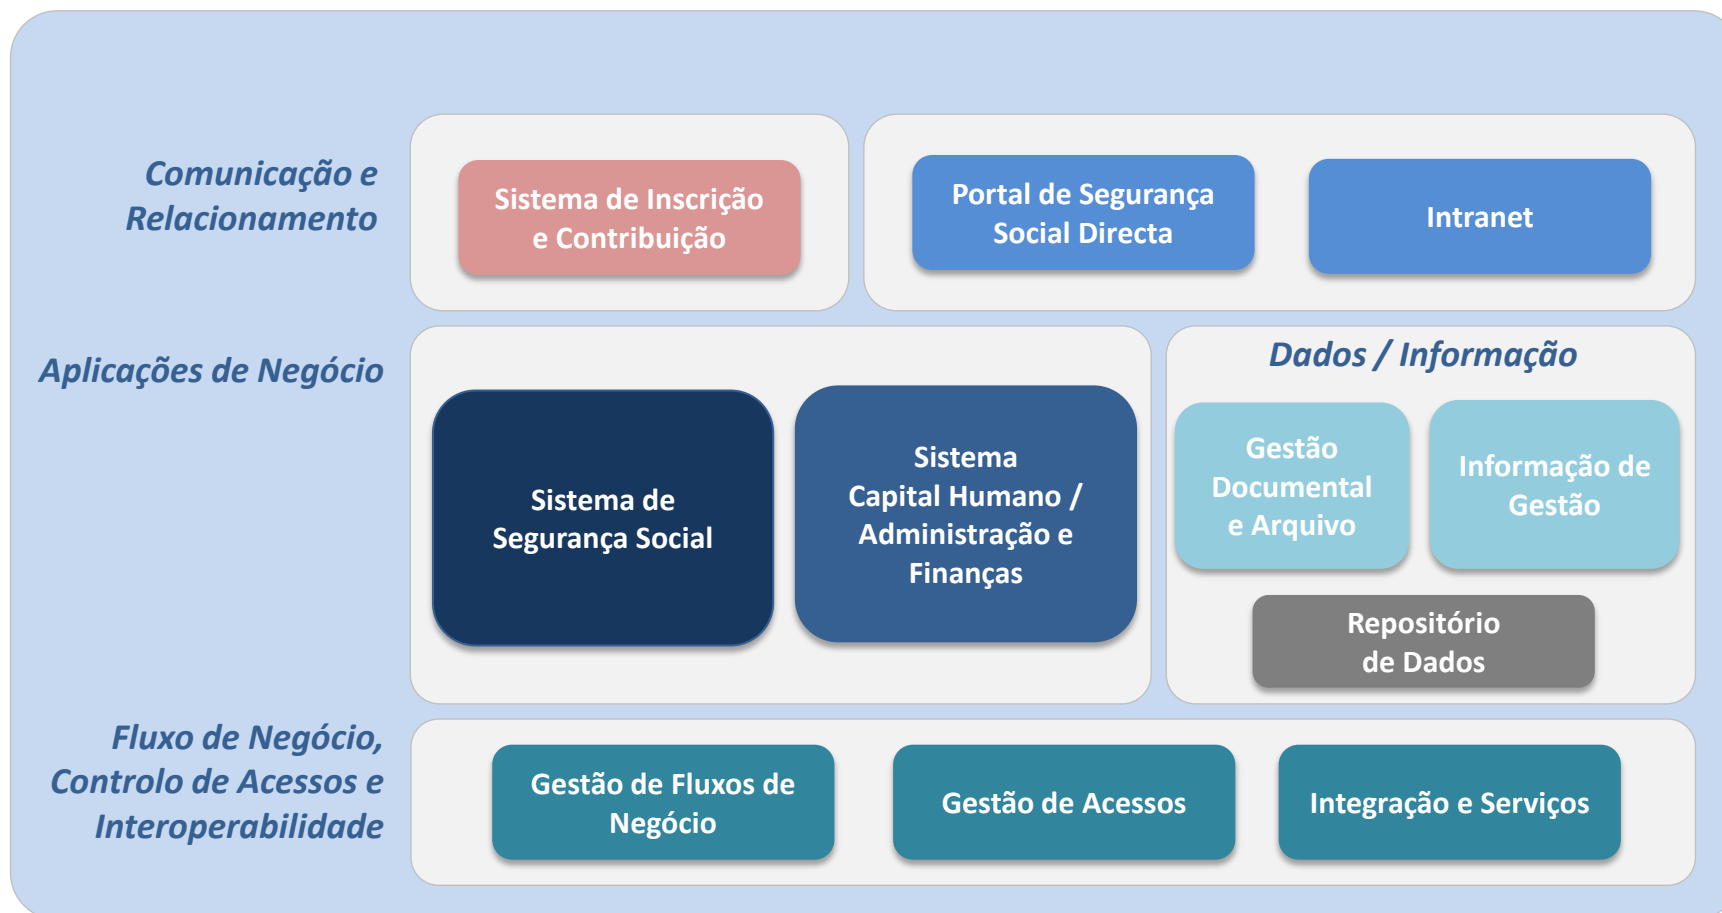 Comunicação e
Relacionamento
Sistema de Inscrição
e Contribuição
Portal de Segurança
Social Directa
Intranet
Aplicações de Negócio
Sistema de
Segurança Social
Sistema
Capital Humano /
Administração e
Finanças
Dados / Informação
Gestão
Documental
e Arquivo
Informação de
Gestão
Repositório
de Dados
Fluxo de Negócio,
Controlo de Acessos e
Interoperabilidade
Gestão de Fluxos de
Negócio
Gestão de Acessos
Integração e Serviços